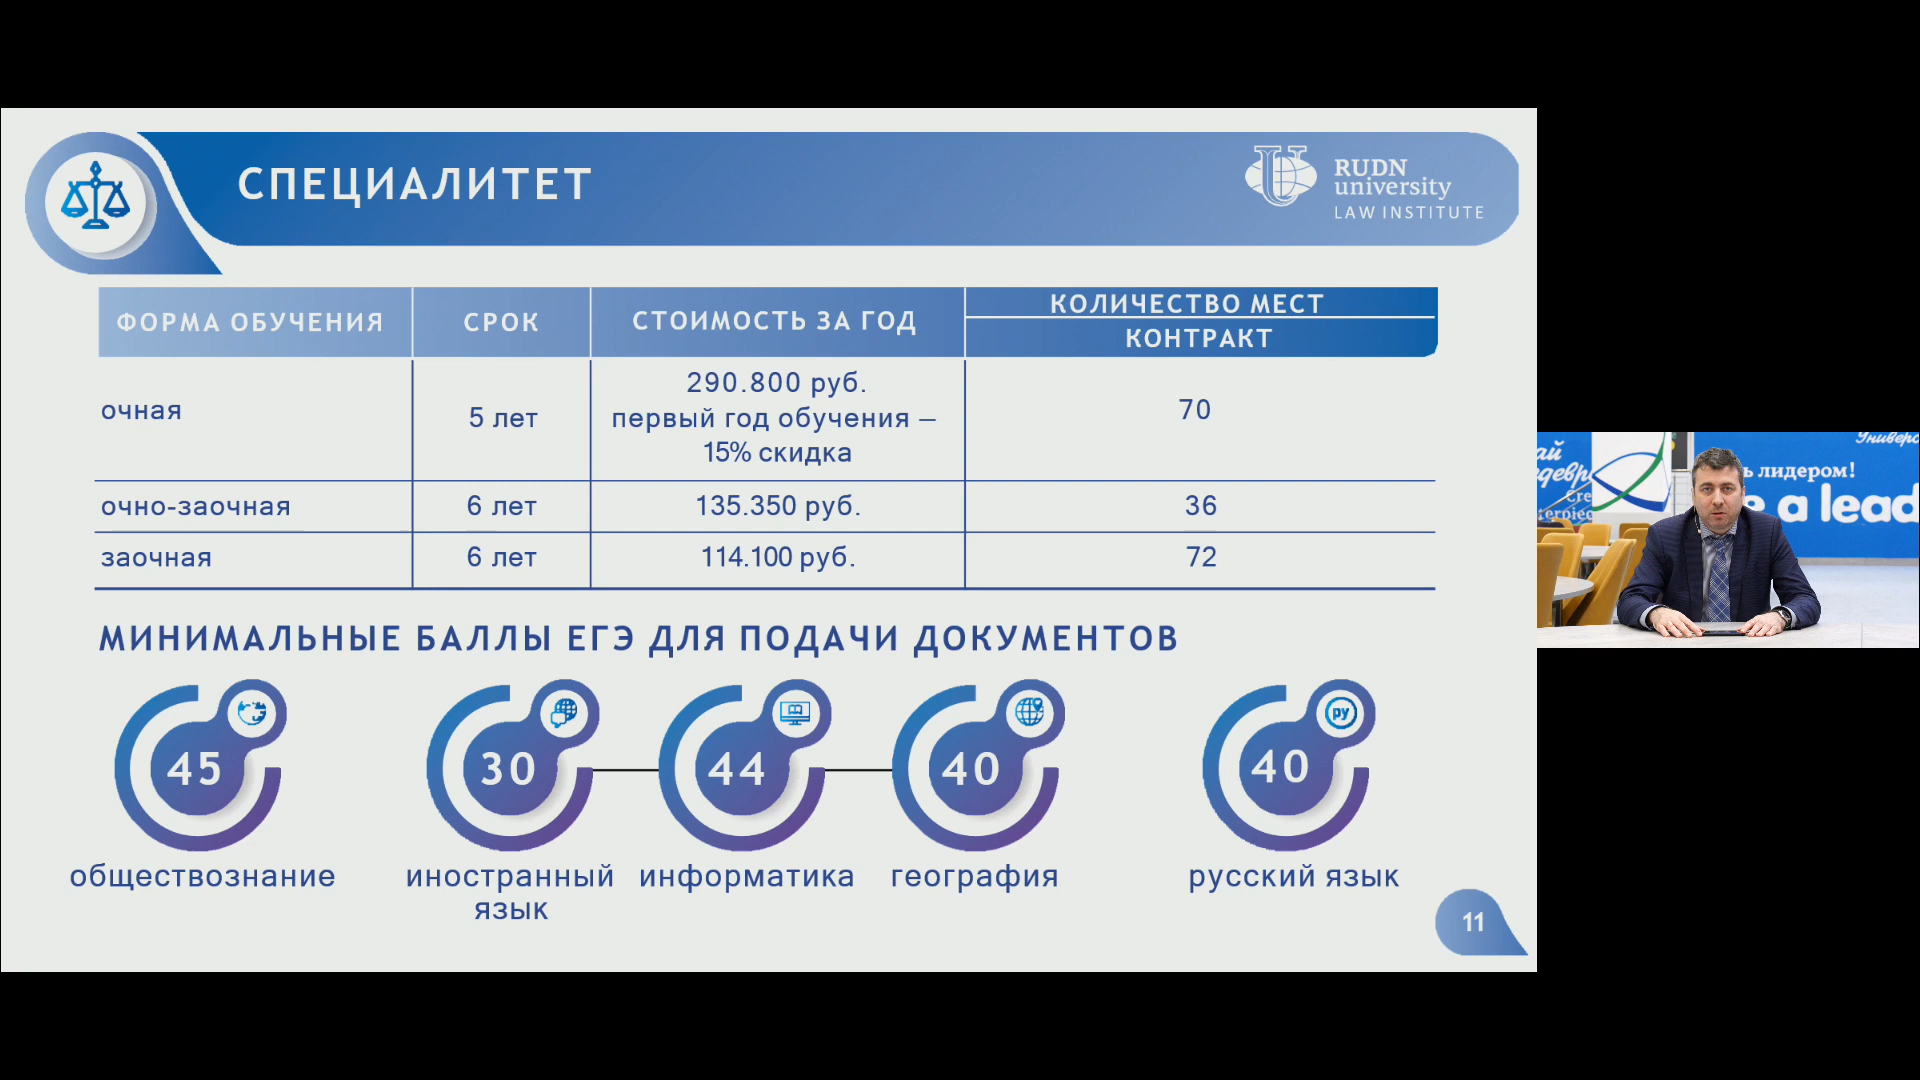 СПЕЦИАЛИТЕТ
RUDN
university
LAW INSTITUTE
ФОРМА ОБУЧЕНИЯ
СРОК
СТОИМОСТЬ ЗА ГОД
КОЛИЧЕСТВО МЕСТ
КОНТРАКТ
очная
5 лет
290.800 руб.
первый год обучения —
15% скидка
70
очно-заочная
6 лет
135.350 руб.
36
заочная
6 лет
114.100 руб.
72
МИНИМАЛЬНЫЕ БАЛЛЫ ЕГЭ ДЛЯ ПОДАЧИ ДОКУМЕНТОВ
45
30
44
40
ру
40
обществознание
иностранный
язык
информатика
география
русский язык
11
лидером!
a lead